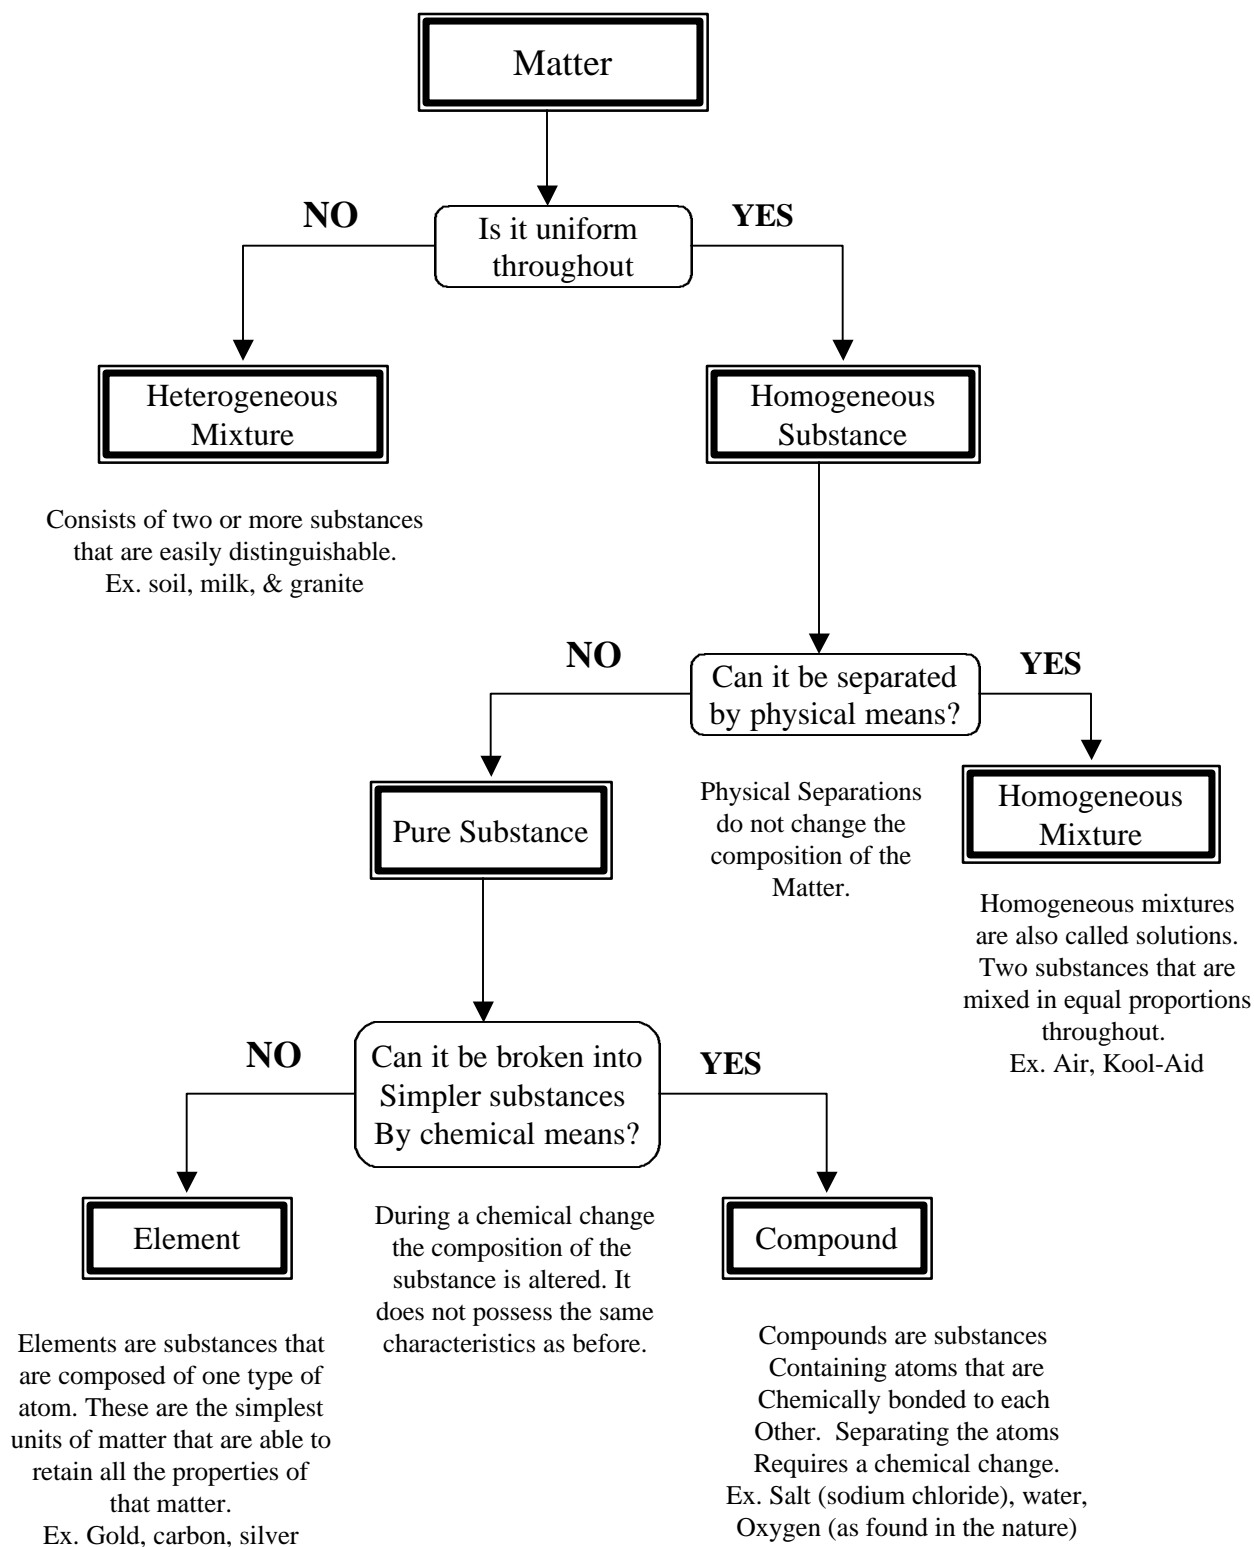 Matter
NO
YES
Is it uniform
throughout
Heterogeneous
Mixture
Homogeneous
Substance
Consists of two or more substances
that are easily distinguishable.
Ex. soil, milk, & granite
NO
YES
Can it be separated
by physical means?
Pure Substance
Physical Separations
do not change the
composition of the
Matter.
Homogeneous
Mixture
Homogeneous mixtures
are also called solutions.
Two substances that are
mixed in equal proportions
throughout.
Ex. Air, Kool-Aid
NO
YES
Can it be broken into
Simpler substances
By chemical means?
Element
During a chemical change
the composition of the
substance is altered. It
does not possess the same
characteristics as before.
Compound
Elements are substances that
are composed of one type of
atom. These are the simplest
units of matter that are able to
retain all the properties of
that matter.
Ex. Gold, carbon, silver
Compounds are substances
Containing atoms that are
Chemically bonded to each
Other. Separating the atoms
Requires a chemical change.
Ex. Salt (sodium chloride), water,
Oxygen (as found in the nature)